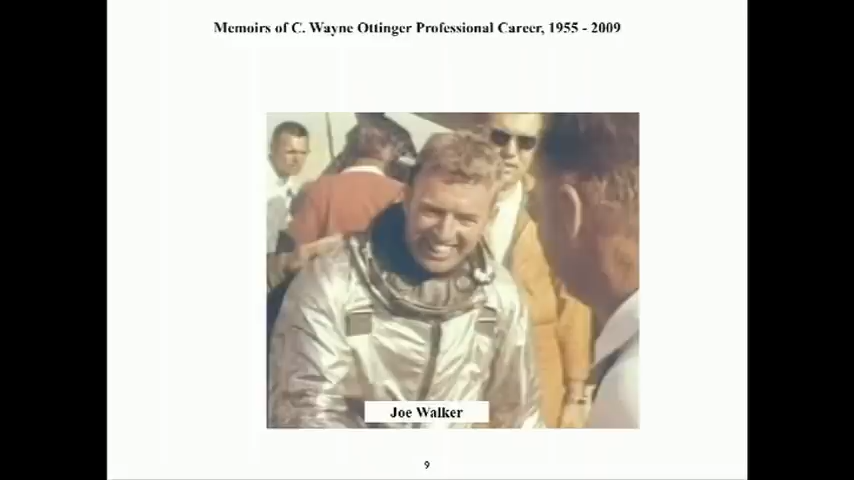 Memoirs of C. Wayne Ottinger Professional Career, 1955 - 2009
Joe Walker
9